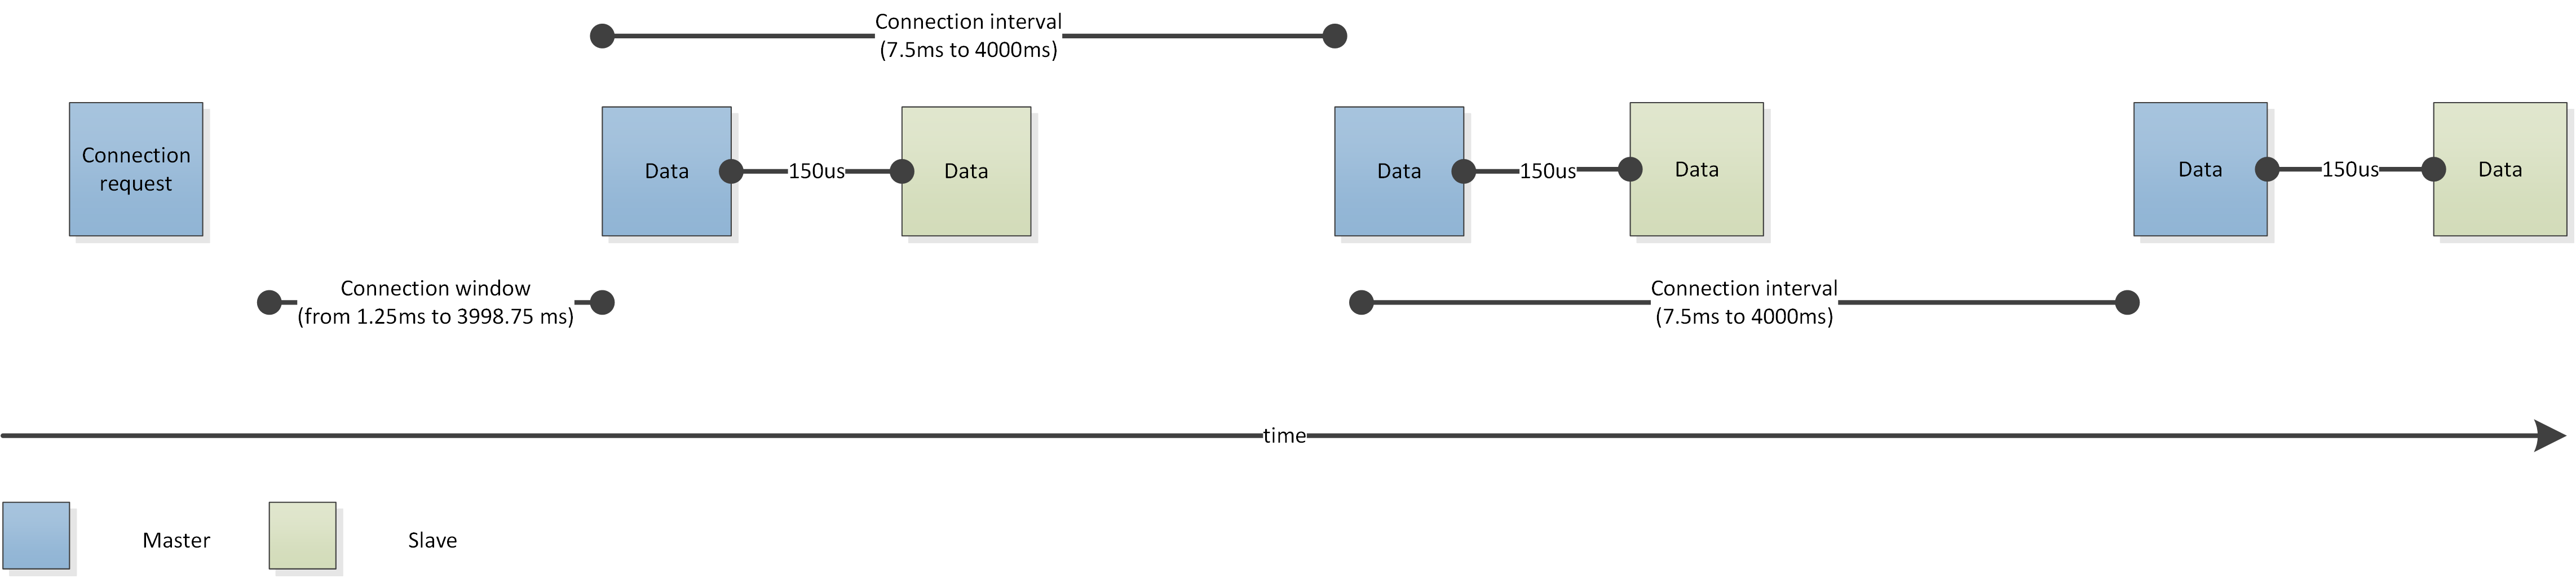 Connection interval
(7.5ms to 4000ms)
Connection
request
Data
150us
Data
Data
150us
Data
Data
150us
Data
Connection window
(from 1.25ms to 3998.75 ms)
Connection interval
(7.5ms to 4000ms)
time
Master
Slave